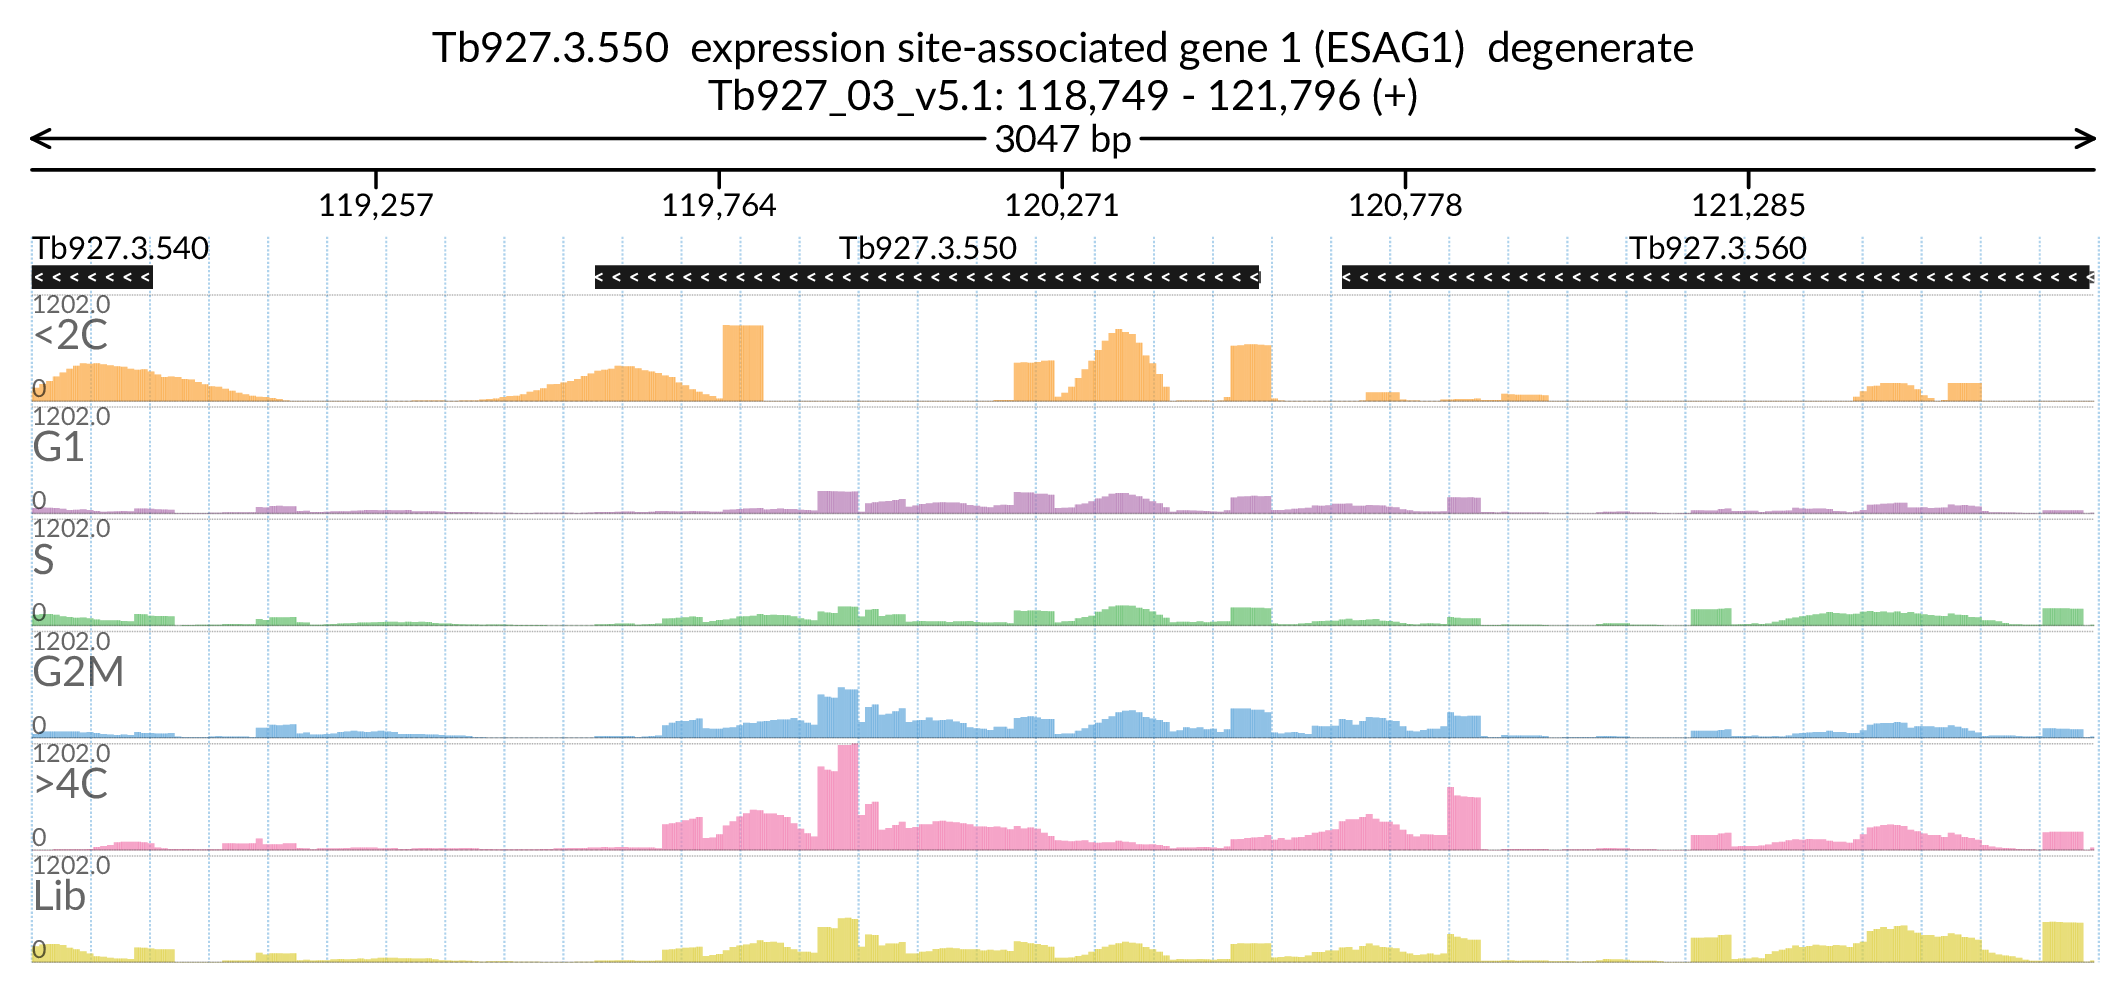 Tb927.3.550  expression site-associated gene 1 (ESAG1)  degenerate
Tb927_03_v5.1: 118,749 - 121,796 (+)
3047 bp
119,257 119,764 120,271 120,778 121,285
Tb927.3.540 Tb927.3.550 Tb927.3.560
1202.0
<2C
0
1202.0
G1
0
1202.0
S
0
1202.0
G2M
0
1202.0
>4C
0
1202.0
Lib
0